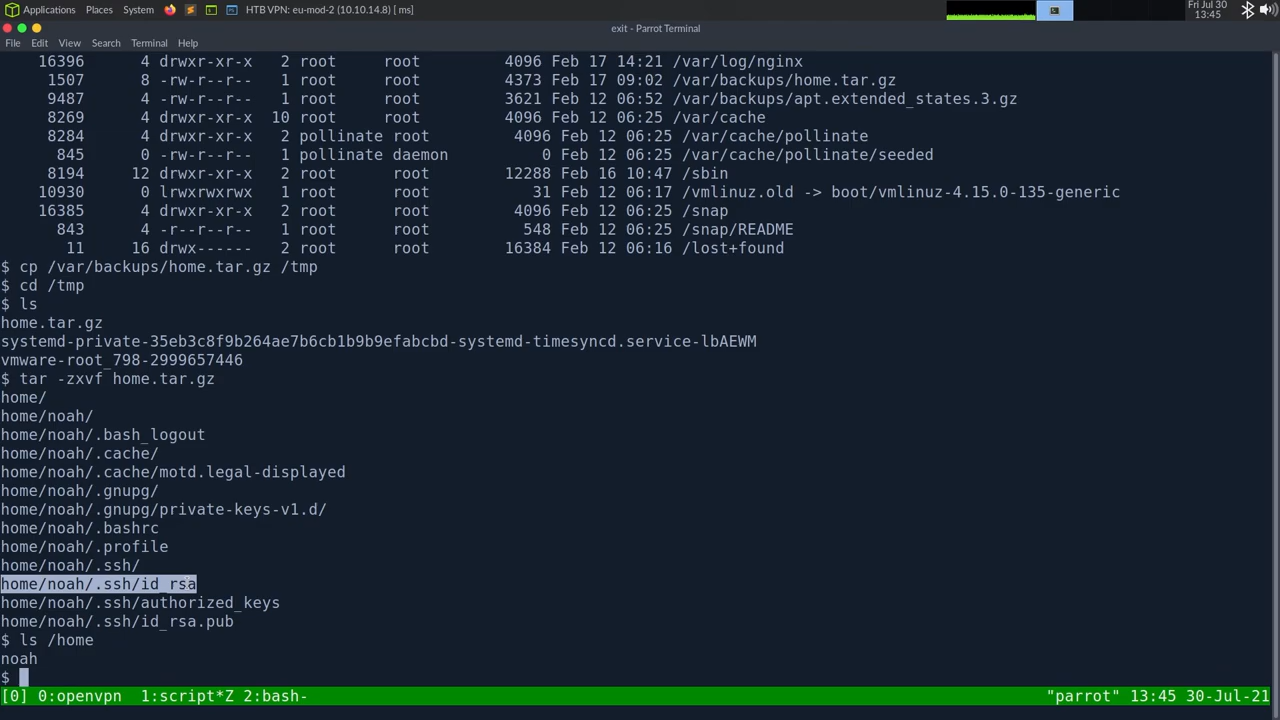 Applications Places System HTB VPN: eu-mod-2 (10.10.14.8) [ ms]
Fri Jul 30
13:45
exit - Parrot Terminal
File Edit View Search Terminal Help
16396 4 drwxr-xr-x 2 root root 4096 Feb 17 14:21 /var/log/nginx
1507 8 -rw-r--r-- 1 root root 4373 Feb 17 09:02 /var/backups/home.tar.gz
9487 4 -rw-r--r-- 1 root root 3621 Feb 12 06:52 /var/backups/apt.extended_states.3.gz
8269 4 drwxr-xr-x 10 root root 4096 Feb 12 06:25 /var/cache
8284 4 drwxr-xr-x 2 pollinate root 4096 Feb 12 06:25 /var/cache/pollinate
845 0 -rw-r--r-- 1 pollinate daemon 0 Feb 12 06:25 /var/cache/pollinate/seeded
8194 12 drwxr-xr-x 2 root root 12288 Feb 16 10:47 /sbin
10930 0 lrwxrwxrwx 1 root root 31 Feb 12 06:17 /vmlinuz.old -> boot/vmlinuz-4.15.0-135-generic
16385 4 drwxr-xr-x 2 root root 4096 Feb 12 06:25 /snap
843 4 -r--r--r-- 1 root root 548 Feb 12 06:25 /snap/README
11 16 drwx------ 2 root root 16384 Feb 12 06:16 /lost+found
$ cp /var/backups/home.tar.gz /tmp
$ cd /tmp
$ ls
home.tar.gz
systemd-private-35eb3c8f9b264ae7b6cb1b9b9efabcbd-systemd-timesyncd.service-lbAEWM
vmware-root_798-2999657446
$ tar -zxvf home.tar.gz
home/
home/noah/
home/noah/.bash_logout
home/noah/.cache/
home/noah/.cache/motd.legal-displayed
home/noah/.gnupg/
home/noah/.gnupg/private-keys-v1.d/
home/noah/.bashrc
home/noah/.profile
home/noah/.ssh/
home/noah/.ssh/id_rsa
home/noah/.ssh/authorized_keys
home/noah/.ssh/id_rsa.pub
$ ls /home
noah
$
[0] 0:openvpn 1:script*Z 2:bash- "parrot" 13:45 30-Jul-21